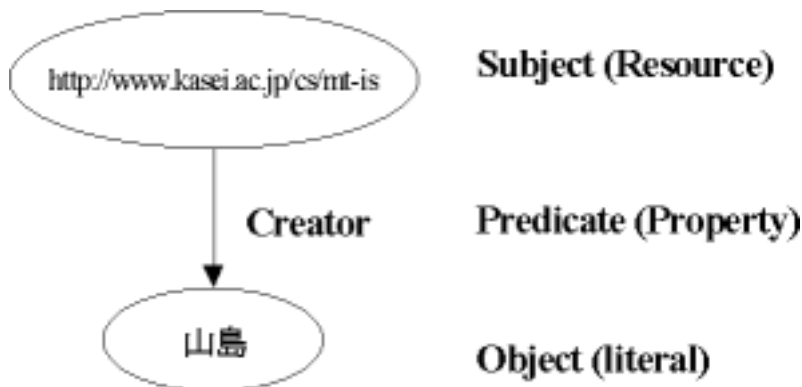 http://www.kasei.ac.jp/cs/mt-is
Subject (Resource)
Creator
Predicate (Property)
山島
Object (literal)